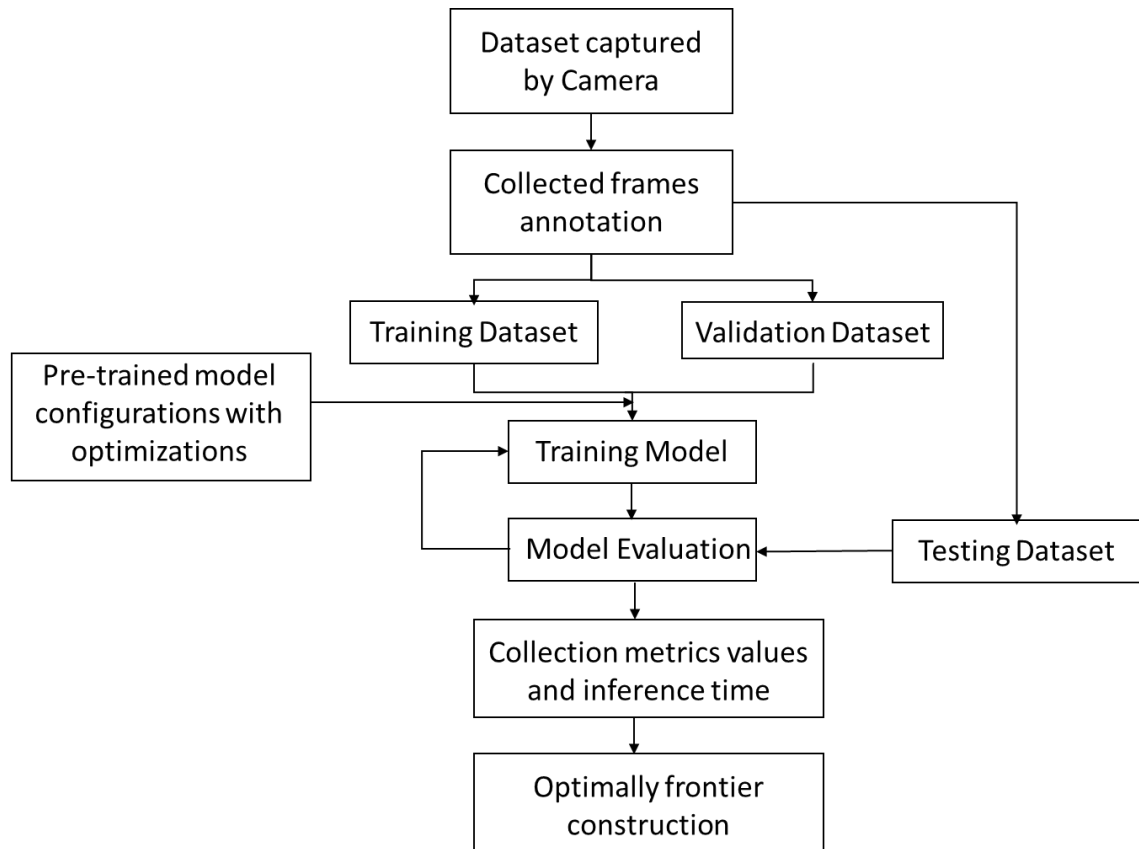 Dataset captured
by Camera
Collected frames
annotation
Training Dataset
Validation Dataset
Pre-trained model
configurations with
optimizations
Training Model
Model Evaluation
Testing Dataset
Collection metrics values
and inference time
Optimally frontier
construction